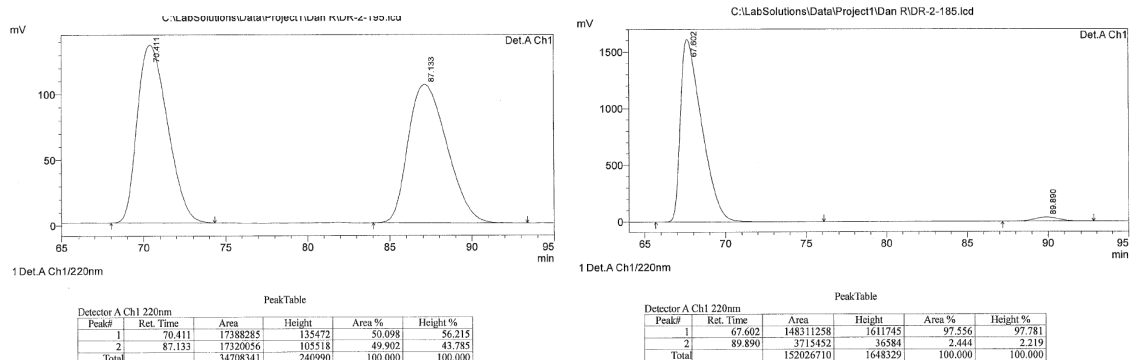 C:\LabSolutions\Data\Project1\Dan R\DR-2-195.lcd
mV
Det.A Ch1
70.411
87.133
100
50
0
65 70 75 80 85 90 95
min
1 Det.A Ch1/220nm
PeakTable
Detector A Ch1 220nm
Peak# Ret. Time Area Height Area % Height %
1 70.411 17388285 135472 50.098 56.215
2 87.133 17320056 105518 49.902 43.785
Total 34708341 240990 100.000 100.000
C:\LabSolutions\Data\Project1\Dan R\DR-2-185.lcd
mV
Det.A Ch1
67.602
89.890
1500
1000
500
0
65 70 75 80 85 90 95
min
1 Det.A Ch1/220nm
PeakTable
Detector A Ch1 220nm
Peak# Ret. Time Area Height Area % Height %
1 67.602 148311258 1611745 97.556 97.781
2 89.890 3715452 36584 2.444 2.219
Total 152026710 1648329 100.000 100.000